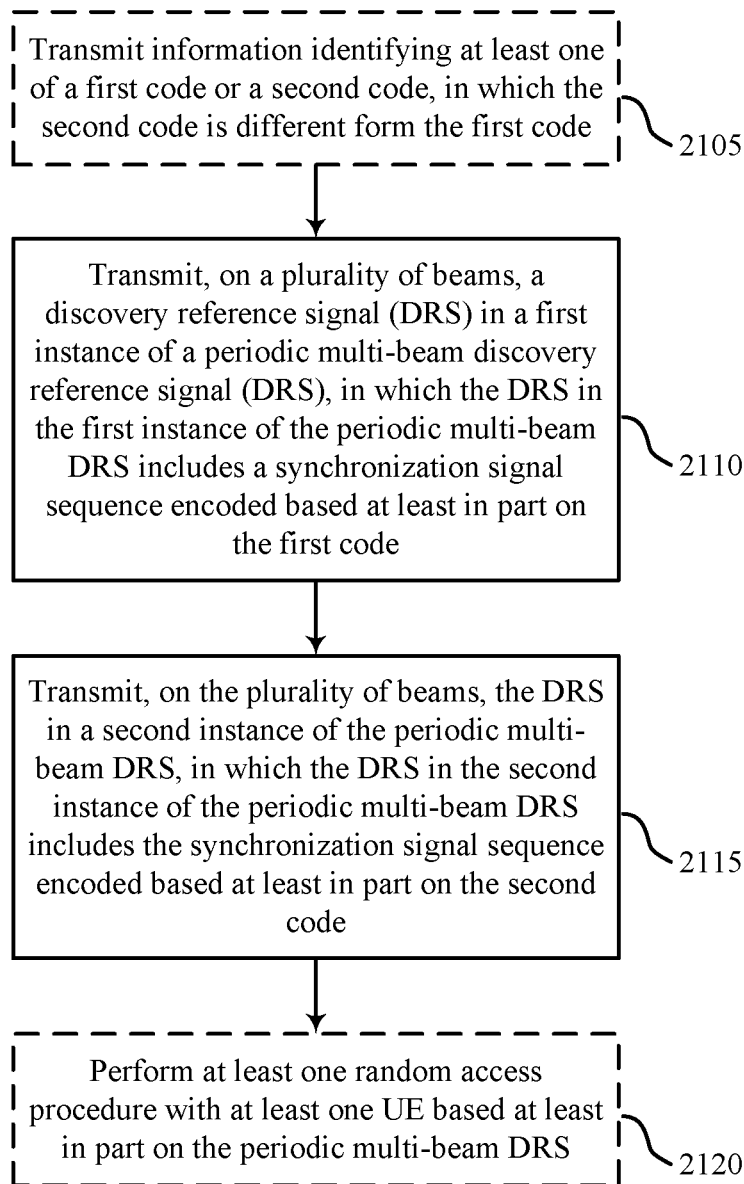 Transmit information identifying at least one
of a first code or a second code, in which the
second code is different form the first code
2105
Transmit, on a plurality of beams, a
discovery reference signal (DRS) in a first
instance of a periodic multi-beam discovery
reference signal (DRS), in which the DRS in
the first instance of the periodic multi-beam
DRS includes a synchronization signal
sequence encoded based at least in part on
the first code
2110
Transmit, on the plurality of beams, the DRS
in a second instance of the periodic multi-
beam DRS, in which the DRS in the second
instance of the periodic multi-beam DRS
includes the synchronization signal sequence
encoded based at least in part on the second
code
2115
Perform at least one random access
procedure with at least one UE based at least
in part on the periodic multi-beam DRS
2120